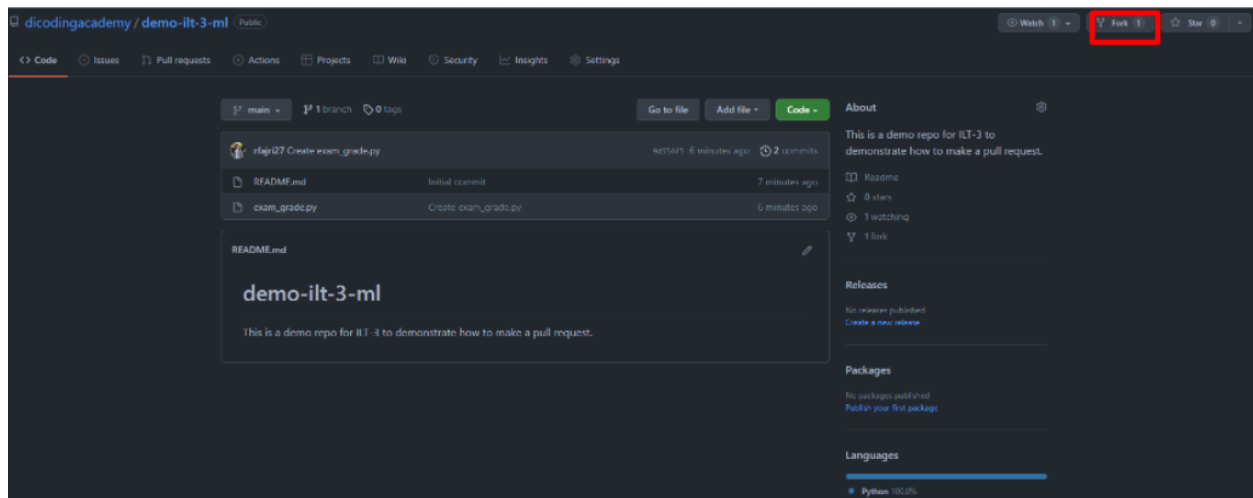 dicodingacademy / demo-ilt-3-ml Public
Watch 1
Fork 1
Star 0
<> Code
Issues
Pull requests
Actions
Projects
Wiki
Security
Insights
Settings
main
1 branch
0 tags
Go to file
Add file
Code
rfajri27 Create exam_grade.py
6 minutes ago
2 commits
README.md
Initial commit
7 minutes ago
exam_grade.py
Create exam_grade.py
6 minutes ago
README.md
demo-ilt-3-ml
This is a demo repo for ILT-3 to demonstrate how to make a pull request.
About
This is a demo repo for ILT-3 to
demonstrate how to make a pull request.
Readme
0 stars
1 watching
1 fork
Releases
No releases published
Create a new release
Packages
No packages published
Publish your first package
Languages
Python 100.0%